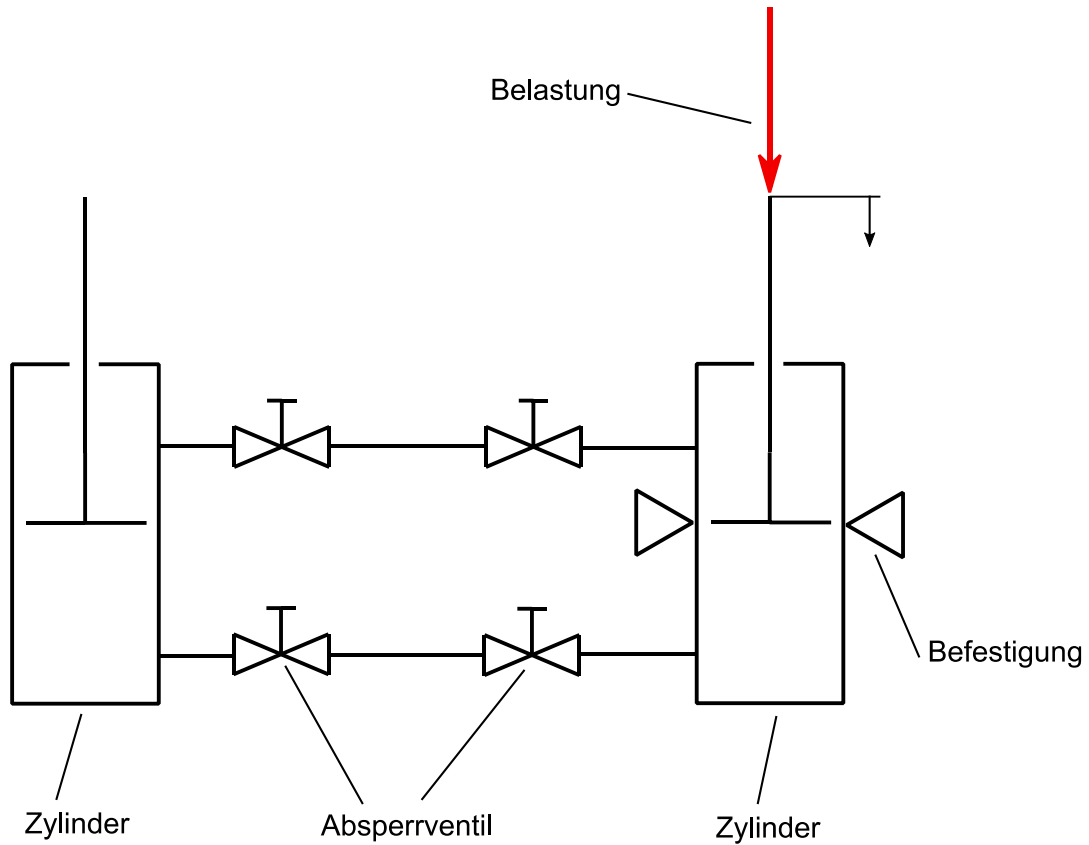 Belastung
Befestigung
Zylinder
Absperrventil
Zylinder